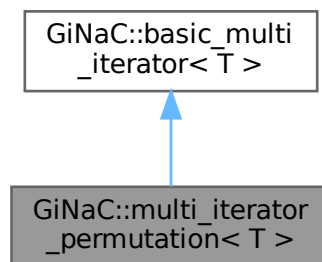 GiNaC::basic_multi
_iterator< T >
GiNaC::multi_iterator
_permutation< T >